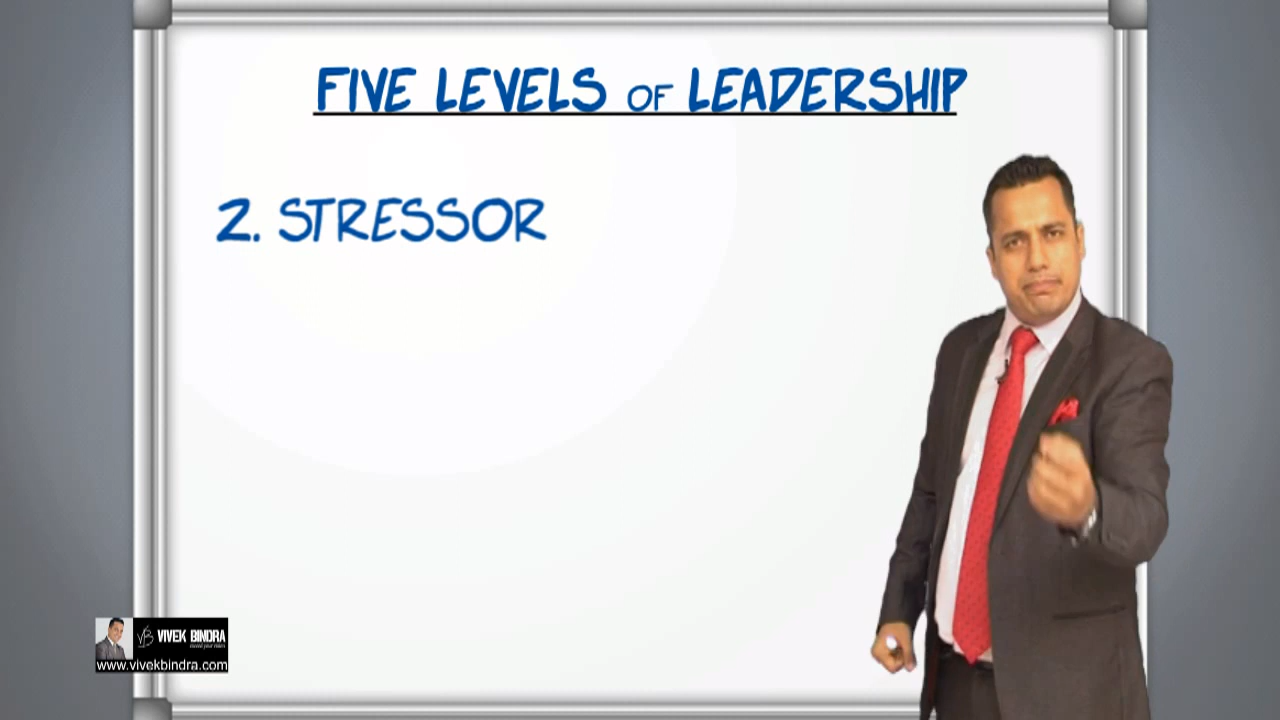 FIVE LEVELS OF LEADERSHIP
2. STRESSOR
VIVEK BINDRA
www.vivekbindra.com